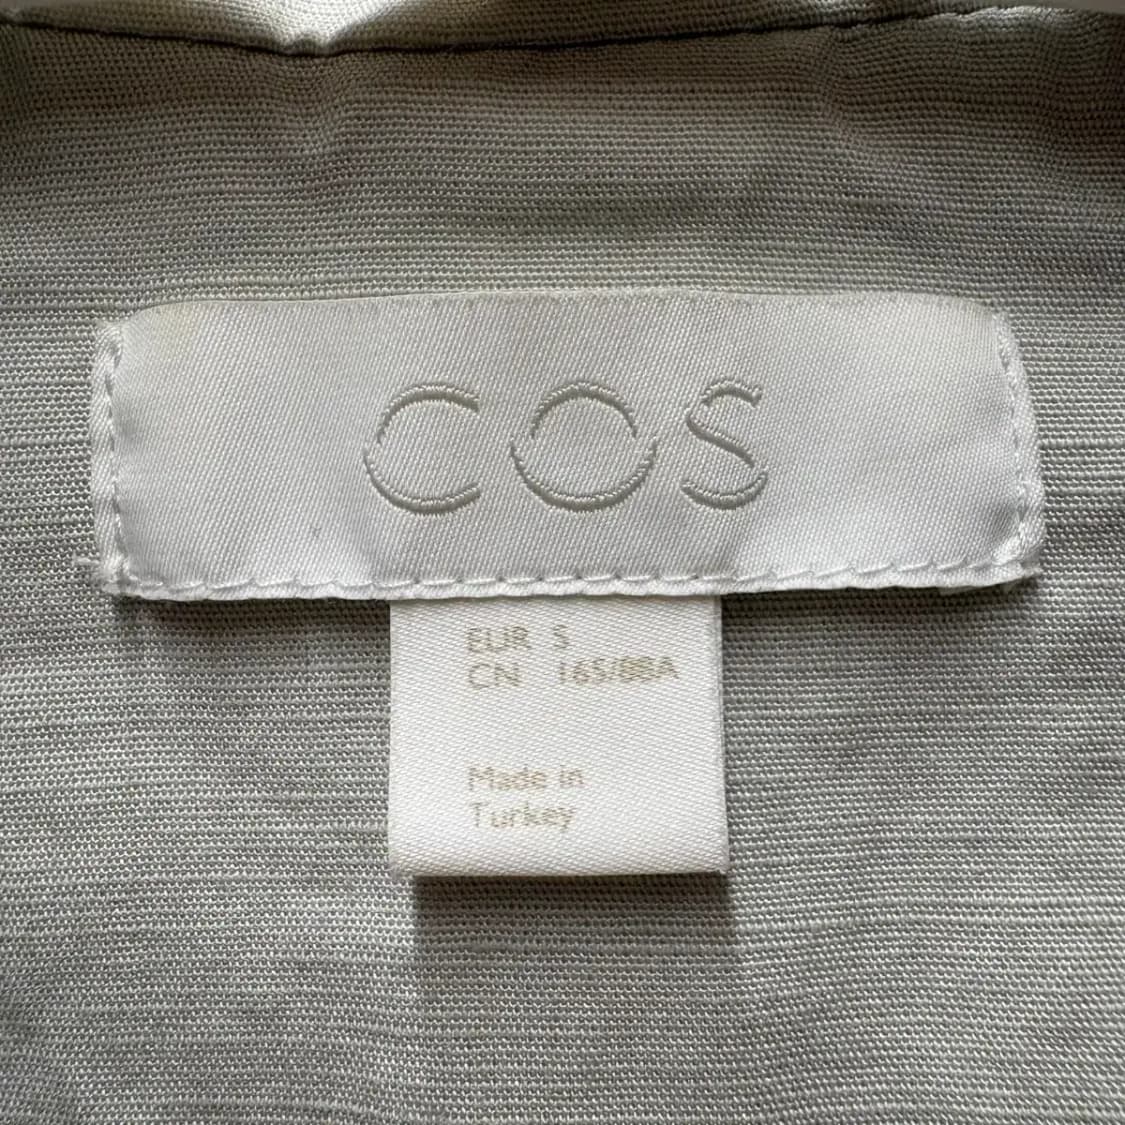 COS
EUR S
CN 165/88A
Made in
Turkey